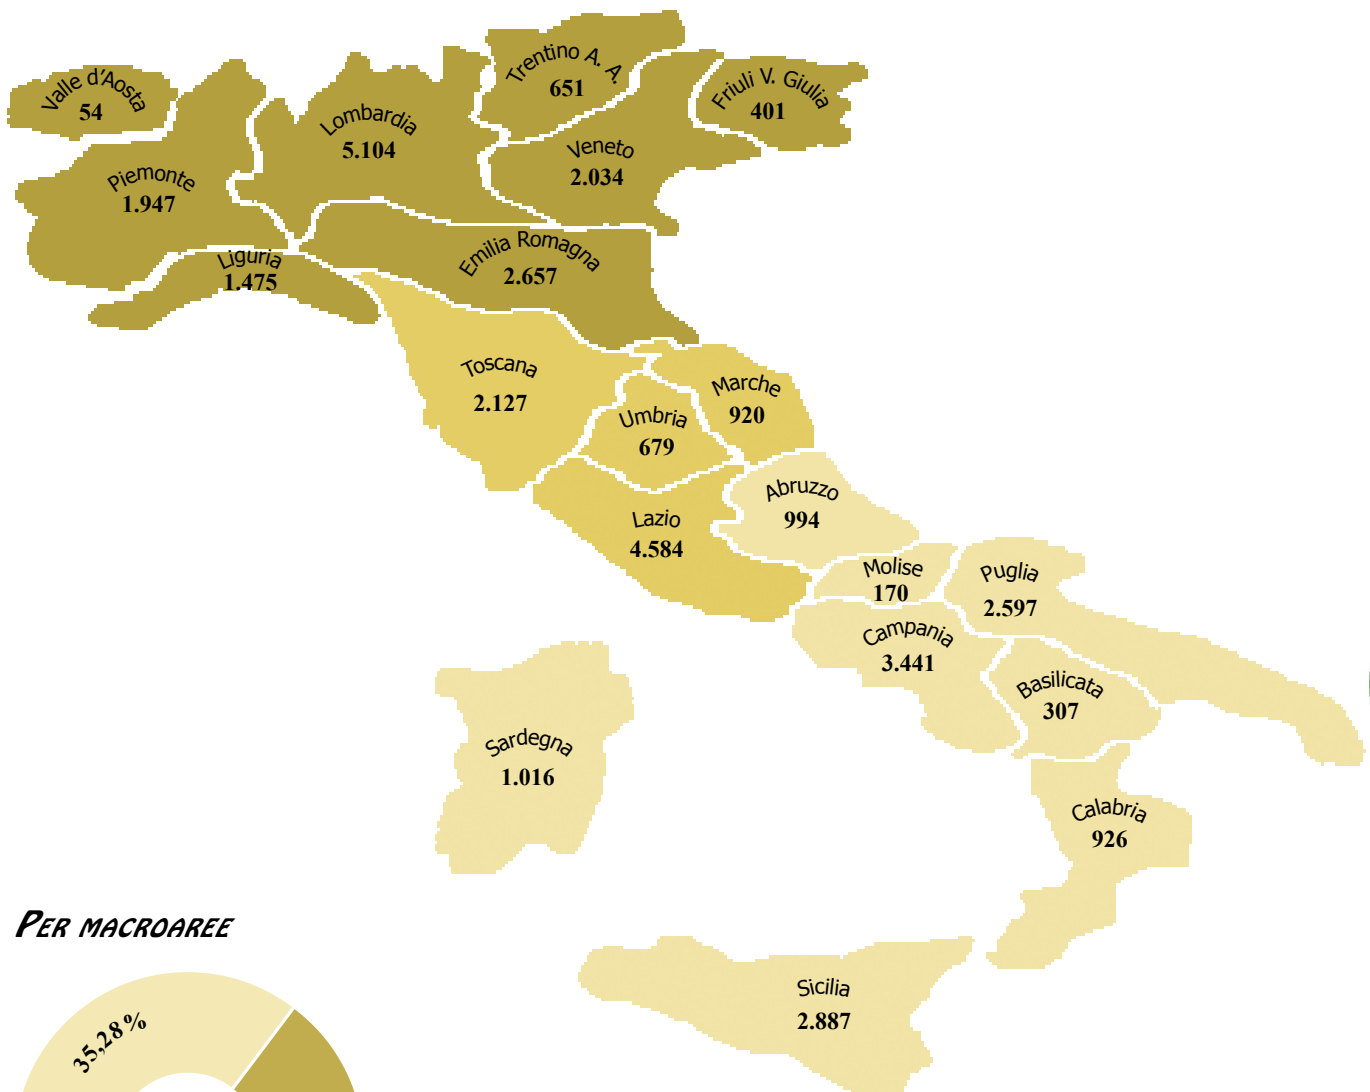 Valle d'Aosta
54
Piemonte
1.947
Lombardia
5.104
Trentino A. A.
651
Veneto
2.034
Friuli V. Giulia
401
Liguria
1.475
Emilia Romagna
2.657
Toscana
2.127
Umbria
679
Marche
920
Lazio
4.584
Abruzzo
994
Molise
170
Puglia
2.597
Campania
3.441
Basilicata
307
Sardegna
1.016
Calabria
926
Sicilia
2.887
PER MACROAREE
35,28%